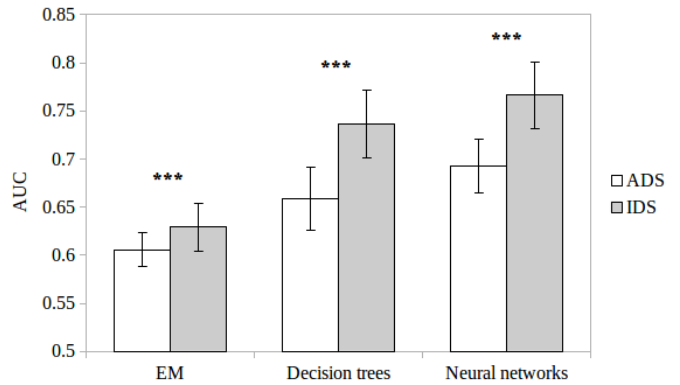 0.85
0.8
0.75
0.7
0.65
0.6
0.55
0.5
AUC
***
***
***
EM
Decision trees
Neural networks
ADS
IDS